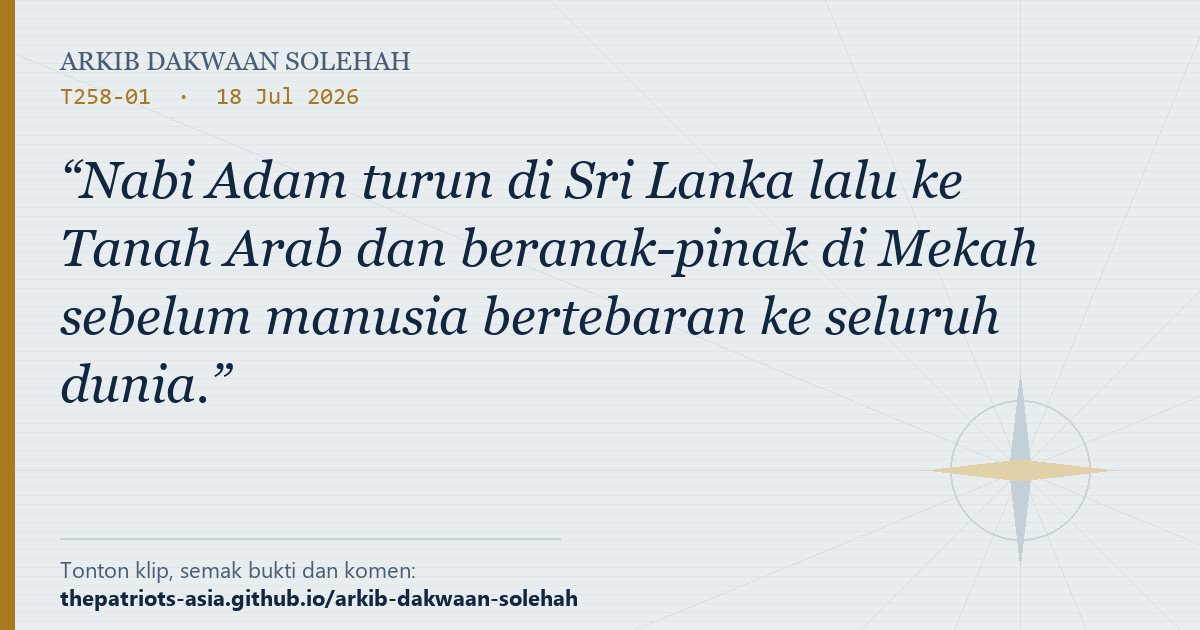 ARKIB DAKWAAN SOLEHAH
T258-01 · 18 Jul 2026
“Nabi Adam turun di Sri Lanka lalu ke
Tanah Arab dan beranak-pinak di Mekah
sebelum manusia bertebaran ke seluruh
dunia.”
Tonton klip, semak bukti dan komen:
thepatriots-asia.github.io/arkib-dakwaan-solehah